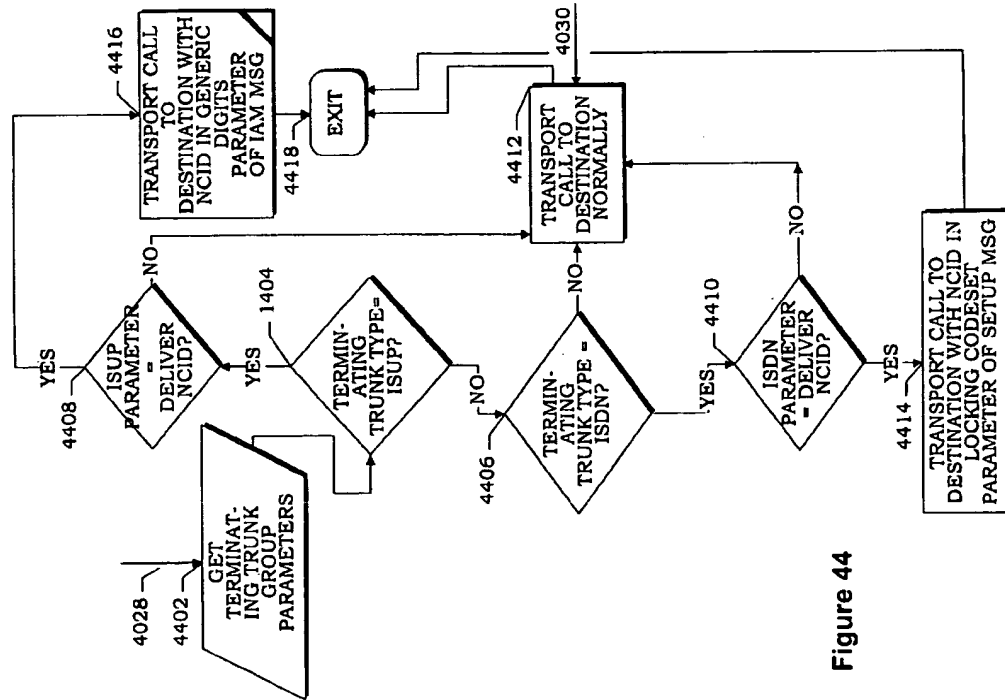 4028
4402
GET
TERMINAT-
ING TRUNK
GROUP
PARAMETERS
4408
YES
ISUP
PARAMETER
=
DELIVER
NCID?
NO
YES
1404
TERMIN-
ATING
TRUNK TYPE=
ISUP?
NO
4406
TERMIN-
ATING
TRUNK TYPE =
ISDN?
NO
YES
4410
ISDN
PARAMETER
= DELIVER
NCID?
NO
YES
4414
TRANSPORT CALL TO
DESTINATION WITH NCID IN
LOCKING CODESET
PARAMETER OF SETUP MSG
4416
TRANSPORT CALL
TO
DESTINATION WITH
NCID IN GENERIC
DIGITS
PARAMETER
OF IAM MSG
4418
EXIT
4412
TRANSPORT
CALL TO
DESTINATION
NORMALLY
4030
Figure 44